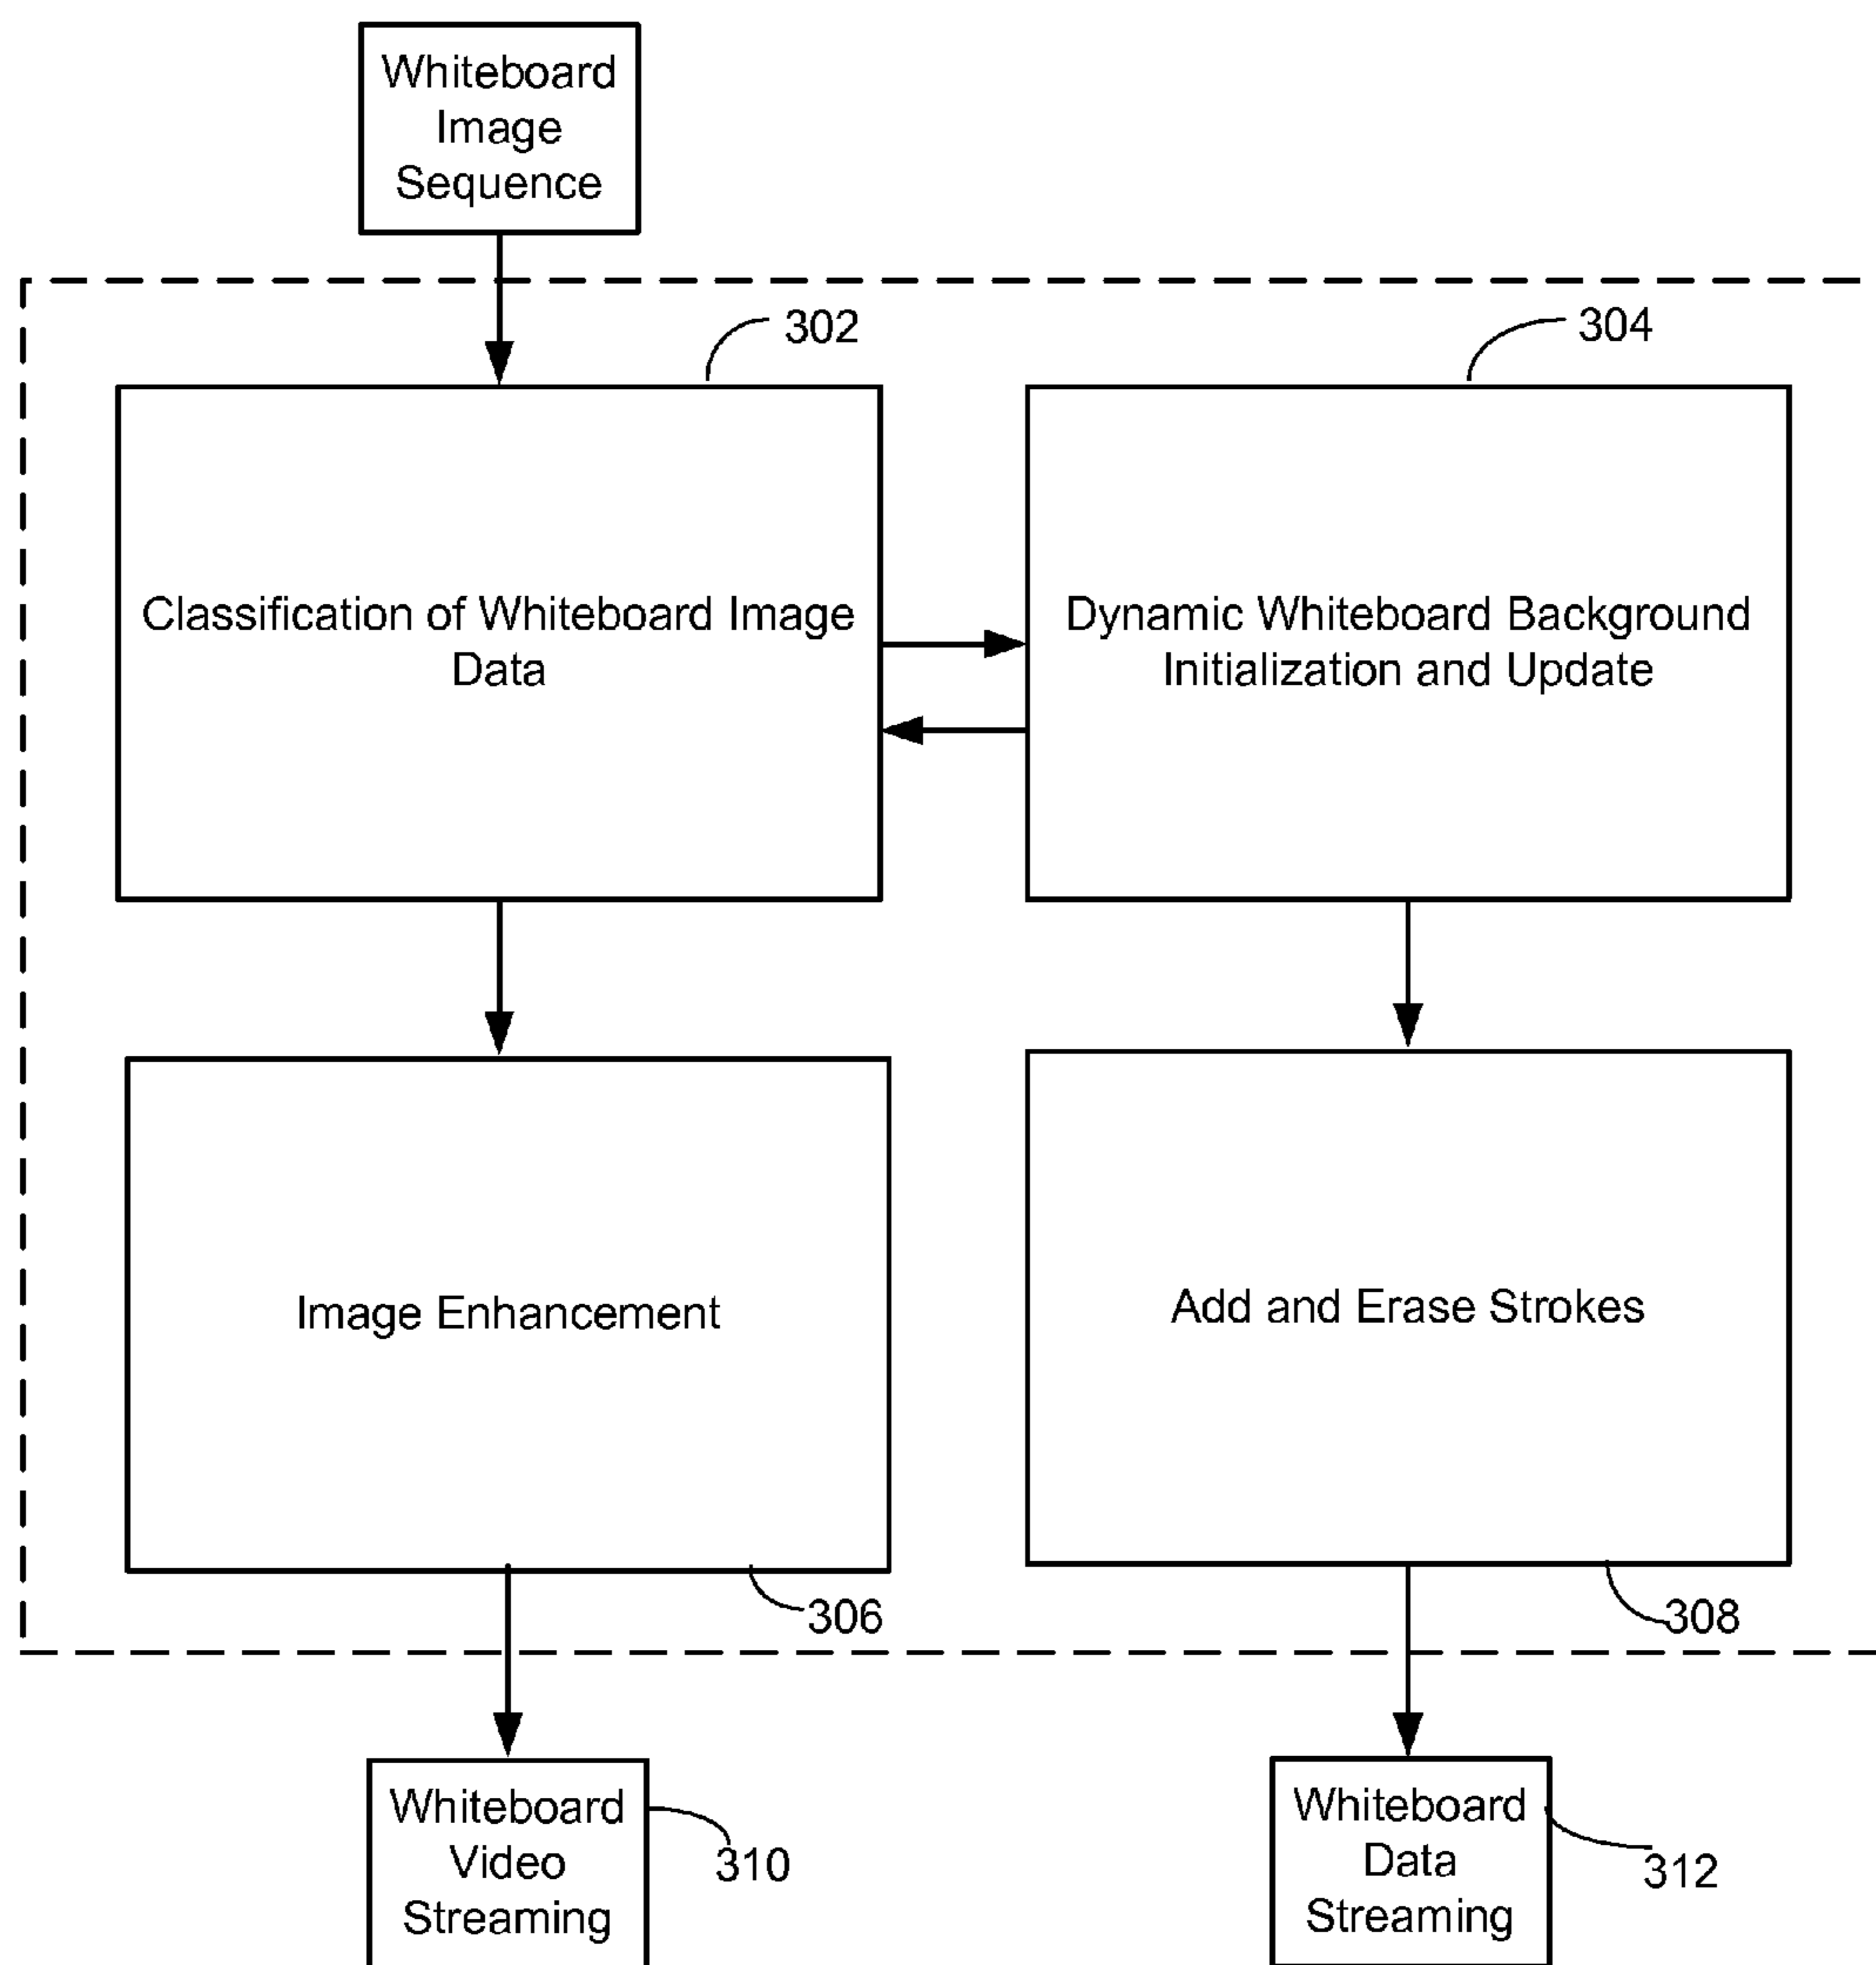 Whiteboard
Image
Sequence
302
304
Classification of Whiteboard Image
Data
Dynamic Whiteboard Background
Initialization and Update
Image Enhancement
Add and Erase Strokes
306
308
Whiteboard
Video
Streaming
310
Whiteboard
Data
Streaming
312